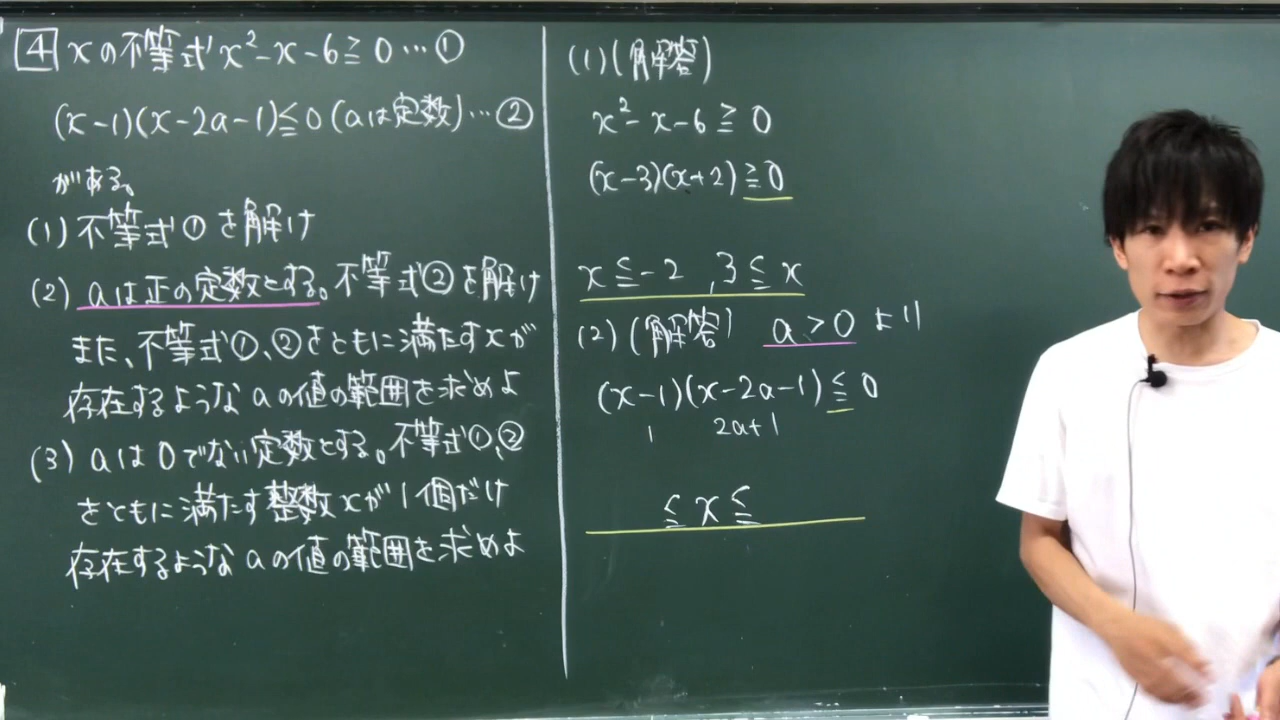 4 xの不等式 x²-x-6≧0…①
(x-1)(x-2a-1)≦0(aは定数)…②
がある。
(1) 不等式①を解け
(2) aは正の定数とする。不等式②を解け
また、不等式①、②をともに満たすxが
存在するようなaの値の範囲を求めよ
(3) aは0でない定数とする。不等式①、②
をともに満たす整数xが1個だけ
存在するようなaの値の範囲を求めよ
(1)(解答)
x²-x-6≧0
(x-3)(x+2)≧0
x≦-2, 3≦x
(2)(解答) a>0より
(x-1)(x-2a-1)≦0
1 2a+1
≦x≦